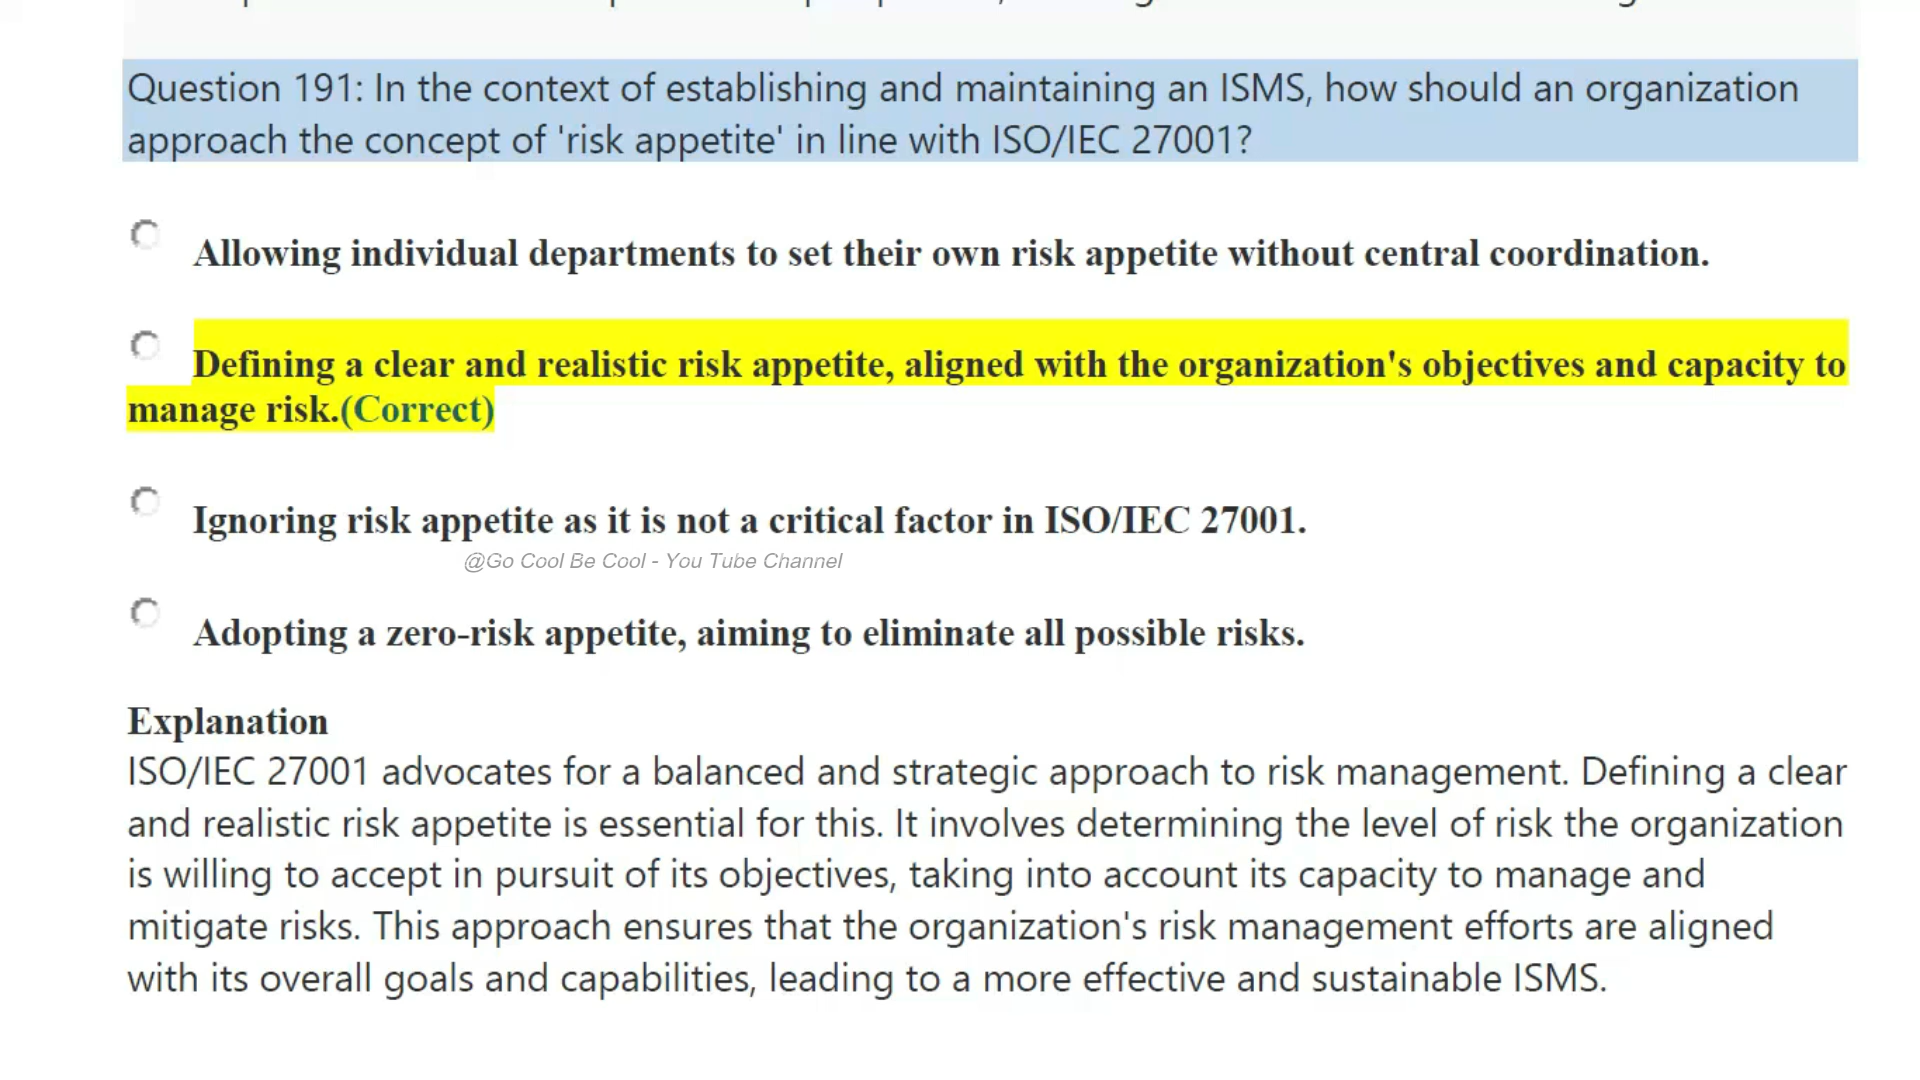 Question 191: In the context of establishing and maintaining an ISMS, how should an organization
approach the concept of 'risk appetite' in line with ISO/IEC 27001?
Allowing individual departments to set their own risk appetite without central coordination.
Defining a clear and realistic risk appetite, aligned with the organization's objectives and capacity to
manage risk.(Correct)
Ignoring risk appetite as it is not a critical factor in ISO/IEC 27001.
@Go Cool Be Cool - You Tube Channel
Adopting a zero-risk appetite, aiming to eliminate all possible risks.
Explanation
ISO/IEC 27001 advocates for a balanced and strategic approach to risk management. Defining a clear
and realistic risk appetite is essential for this. It involves determining the level of risk the organization
is willing to accept in pursuit of its objectives, taking into account its capacity to manage and
mitigate risks. This approach ensures that the organization's risk management efforts are aligned
with its overall goals and capabilities, leading to a more effective and sustainable ISMS.